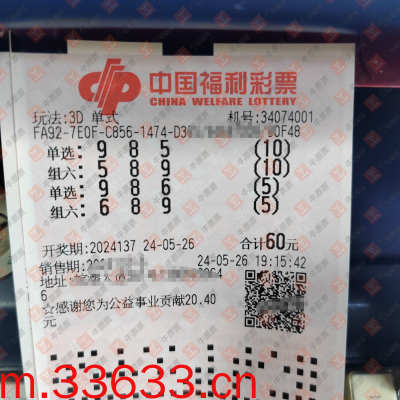 中国福利彩票
CHINA WELFARE LOTTERY
玩法:3D 单式 机号:34074001
FA92-7E0F-C856-1474-D3 0F48
单选: 9 8 5 (10)
组六: 5 8 9 (10)
单选: 9 8 6 (5)
组六: 6 8 9 (5)
开奖期:2024137 24-05-26 合计60元
销售期: 24-05-26 19:15:42
地址:
6
☆感谢您为公益事业贡献20.40
元
m.33633.cn